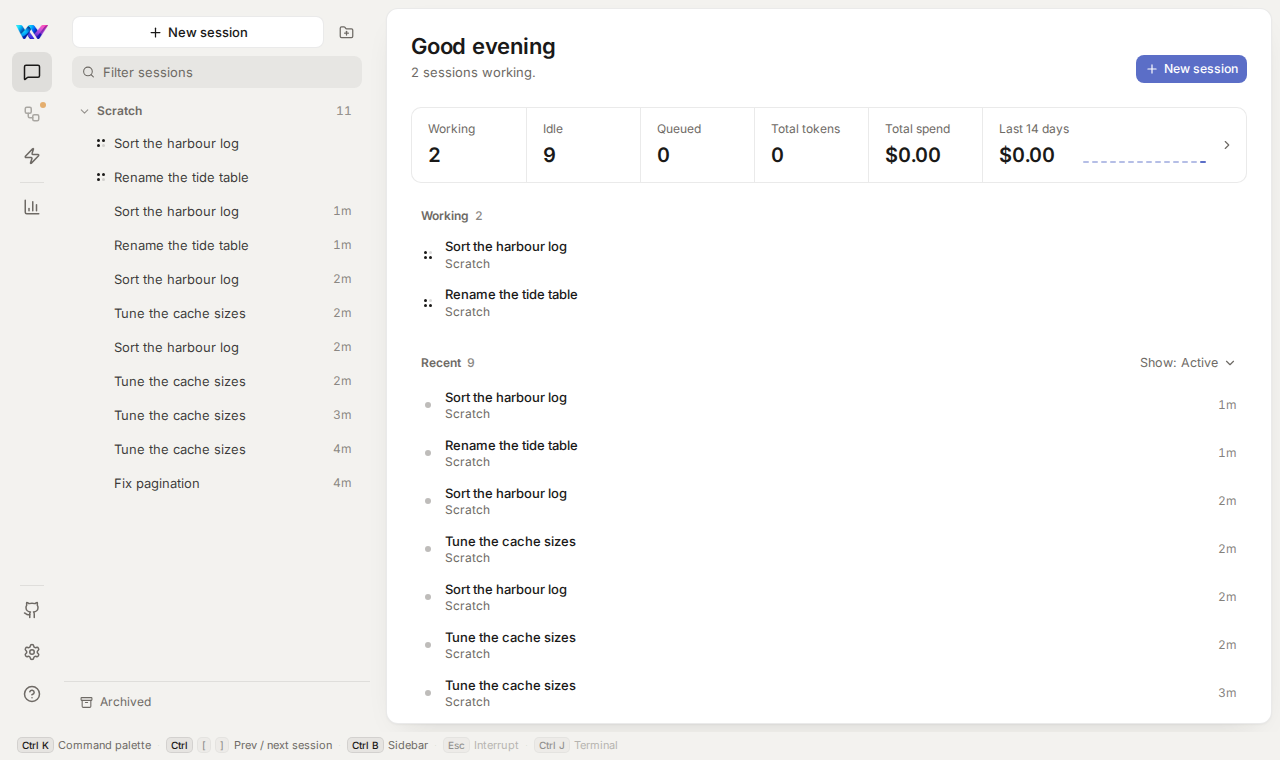 New session
Filter sessions
Scratch 11
Sort the harbour log
Rename the tide table
Sort the harbour log 1m
Rename the tide table 1m
Sort the harbour log 2m
Tune the cache sizes 2m
Sort the harbour log 2m
Tune the cache sizes 2m
Tune the cache sizes 3m
Tune the cache sizes 4m
Fix pagination 4m
Archived
Good evening
2 sessions working.
New session
Working Idle Queued Total tokens Total spend Last 14 days
2 9 0 0 $0.00 $0.00
Working 2
Sort the harbour log
Scratch
Rename the tide table
Scratch
Recent 9 Show: Active
Sort the harbour log 1m
Scratch
Rename the tide table 1m
Scratch
Sort the harbour log 2m
Scratch
Tune the cache sizes 2m
Scratch
Sort the harbour log 2m
Scratch
Tune the cache sizes 2m
Scratch
Tune the cache sizes 3m
Scratch
Ctrl K Command palette Ctrl [ ] Prev / next session Ctrl B Sidebar Esc Interrupt Ctrl J Terminal